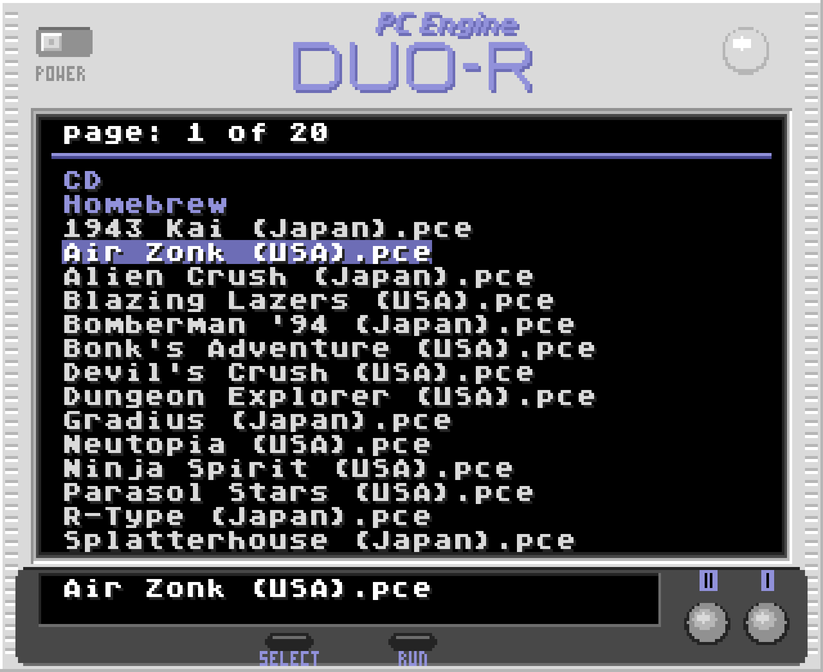 PC Engine
DUO-R
POWER
page: 1 of 20
CD
Homebrew
1943 Kai (Japan).pce
Air Zonk (USA).pce
Alien Crush (Japan).pce
Blazing Lazers (USA).pce
Bomberman '94 (Japan).pce
Bonk's Adventure (USA).pce
Devil's Crush (USA).pce
Dungeon Explorer (USA).pce
Gradius (Japan).pce
Neutopia (USA).pce
Ninja Spirit (USA).pce
Parasol Stars (USA).pce
R-Type (Japan).pce
Splatterhouse (Japan).pce
Air Zonk (USA).pce
II I
SELECT RUN